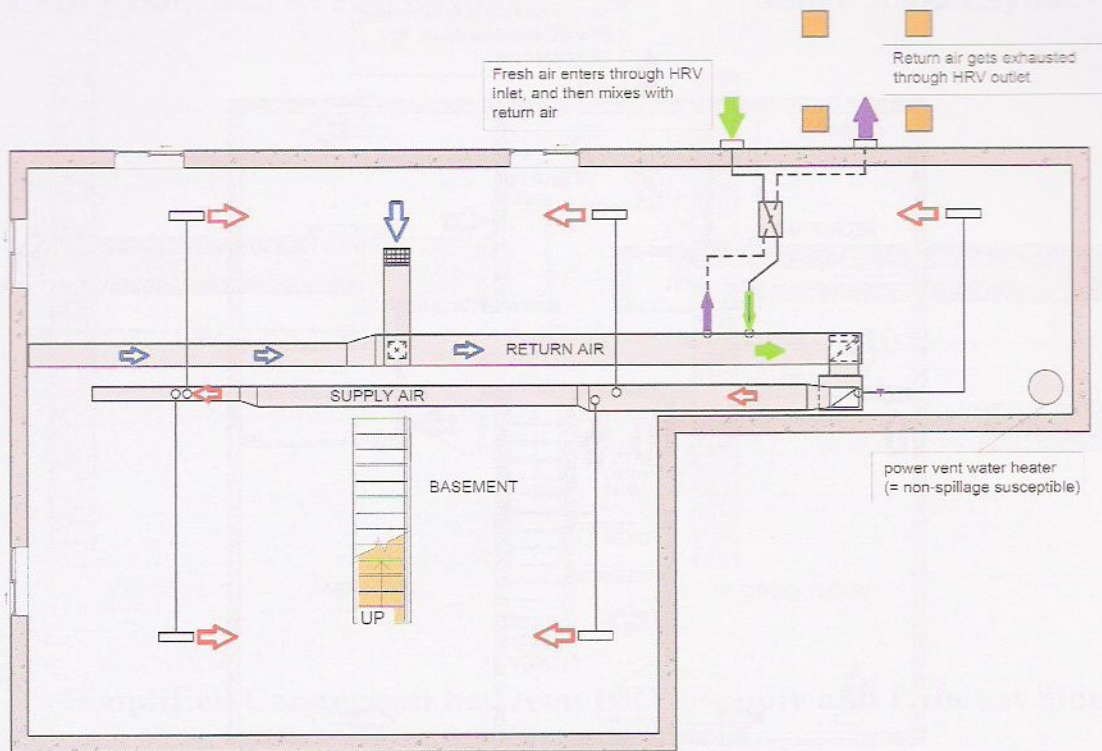 Fresh air enters through HRV
inlet, and then mixes with
return air
Return air gets exhausted
through HRV outlet
RETURN AIR
SUPPLY AIR
BASEMENT
power vent water heater
(= non-spillage susceptible)
UP